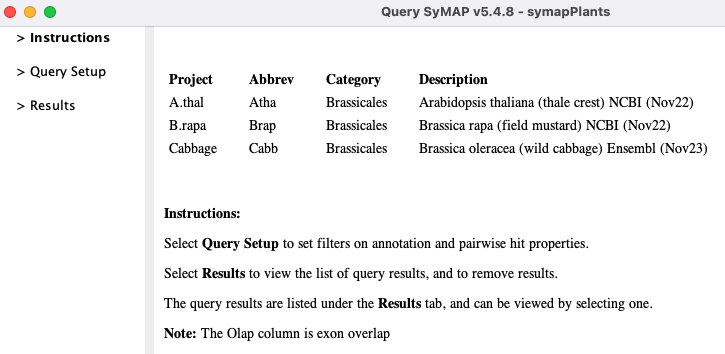 Query SyMAP v5.4.8 - symapPlants
> Instructions
> Query Setup
> Results
Project Abbrev Category Description
A.thal Atha Brassicales Arabidopsis thaliana (thale crest) NCBI (Nov22)
B.rapa Brap Brassicales Brassica rapa (field mustard) NCBI (Nov22)
Cabbage Cabb Brassicales Brassica oleracea (wild cabbage) Ensembl (Nov23)
Instructions:
Select Query Setup to set filters on annotation and pairwise hit properties.
Select Results to view the list of query results, and to remove results.
The query results are listed under the Results tab, and can be viewed by selecting one.
Note: The Olap column is exon overlap